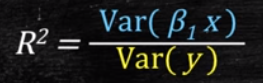 R² = Var( β₁ x ) / Var( y )